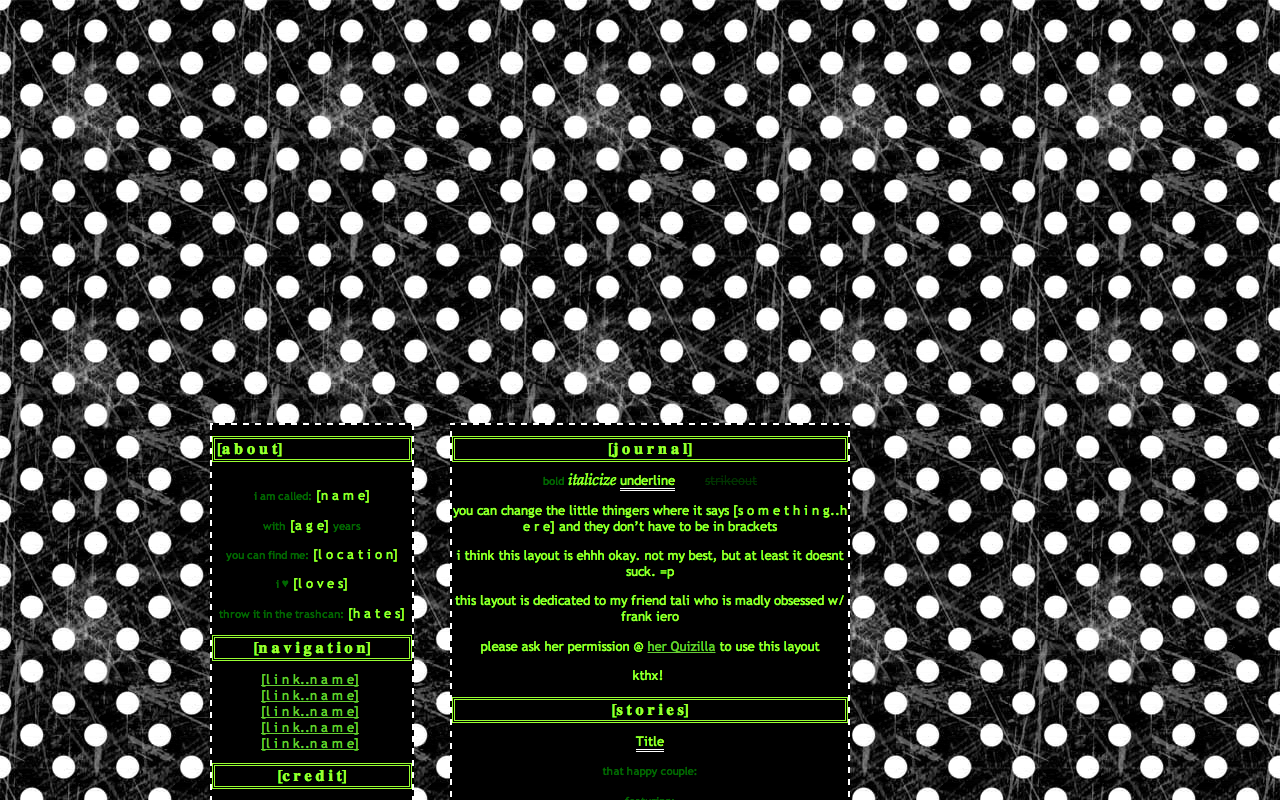 [a b o u t]
i am called: [n a m e]
with [a g e] years
you can find me: [l o c a t i o n]
i ♥ [l o v e s]
throw it in the trashcan: [h a t e s]
[n a v i g a t i o n]
[l i n k..n a m e]
[l i n k..n a m e]
[l i n k..n a m e]
[l i n k..n a m e]
[l i n k..n a m e]
[c r e d i t]
[j o u r n a l]
bold italicize underline strikeout
you can change the little thingers where it says [s o m e t h i n g..h
e r e] and they don't have to be in brackets
i think this layout is ehhh okay. not my best, but at least it doesnt
suck. =p
this layout is dedicated to my friend tali who is madly obsessed w/
frank iero
please ask her permission @ her Quizilla to use this layout
kthx!
[s t o r i e s]
Title
that happy couple: